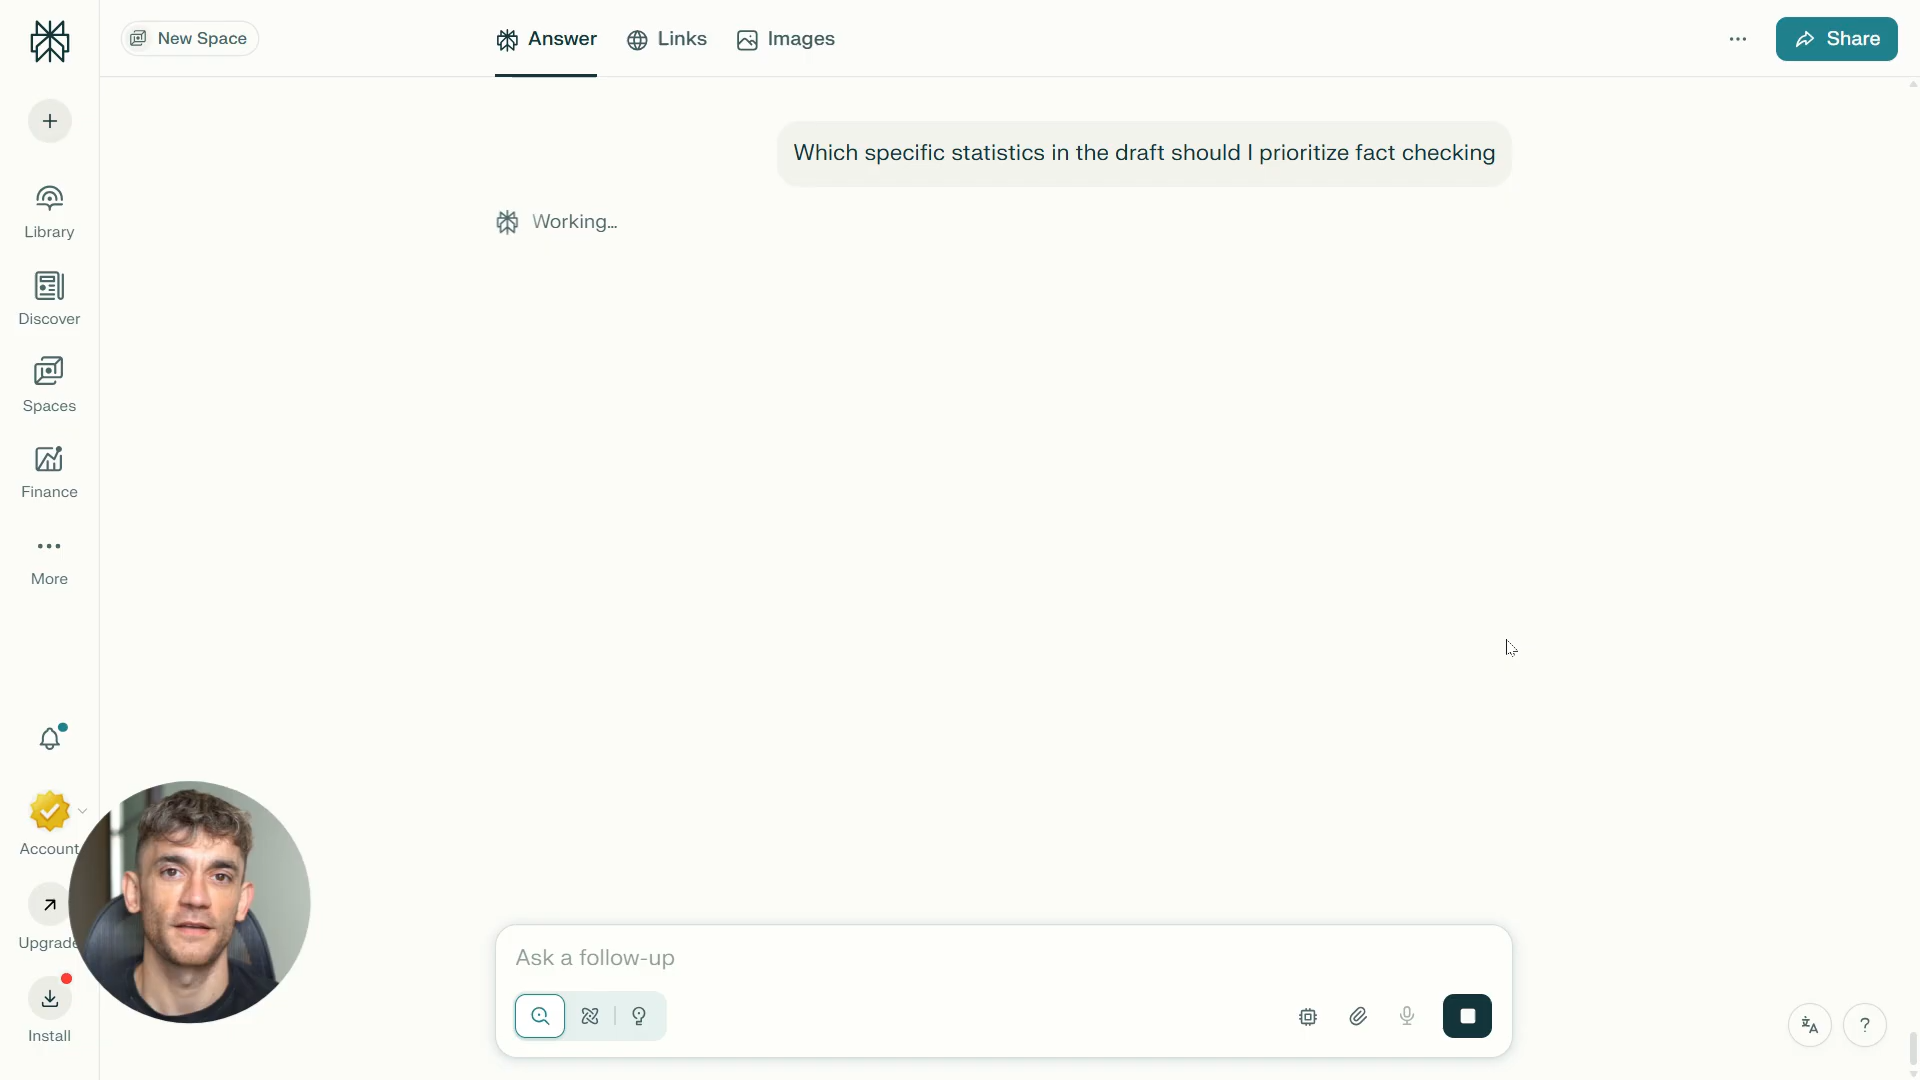 New Space
Answer
Links
Images
Share
Which specific statistics in the draft should I prioritize fact checking
Working...
Library
Discover
Spaces
Finance
More
Account
Upgrade
Install
Ask a follow-up
?